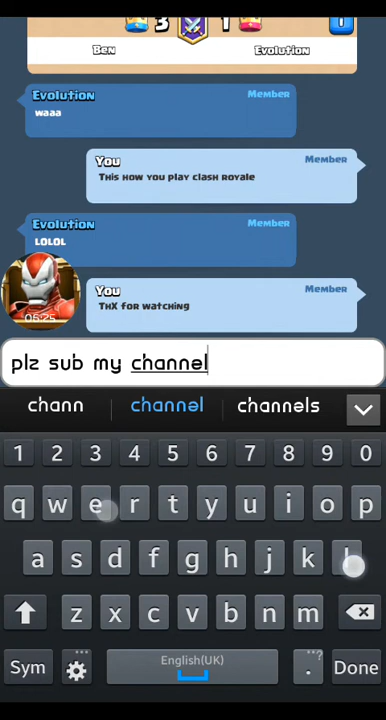 3 1
Ben Evolution
Evolution Member
waaa
You Member
This how you play clash royale
Evolution Member
LOLOL
You Member
THX for watching
06:25
plz sub my channel
chann channel channels
1 2 3 4 5 6 7 8 9 0
q w e r t y u i o p
a s d f g h j k l
z x c v b n m
Sym English(UK) . ...? Done